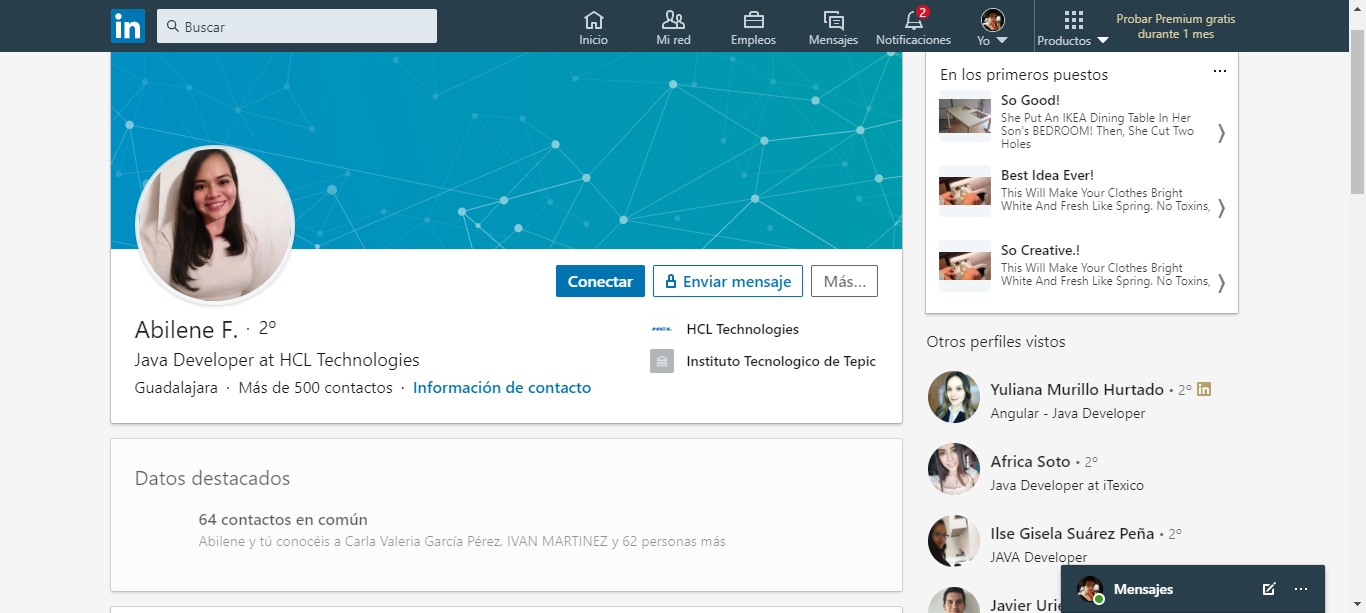 in
Buscar
Inicio
Mi red
Empleos
Mensajes
2
Notificaciones
Yo
Productos
Probar Premium gratis
durante 1 mes
Conectar
Enviar mensaje
Más...
Abilene F. · 2º
Java Developer at HCL Technologies
Guadalajara · Más de 500 contactos · Información de contacto
HCL
HCL Technologies
Instituto Tecnologico de Tepic
Datos destacados
64 contactos en común
Abilene y tú conocéis a Carla Valeria García Pérez, IVAN MARTINEZ y 62 personas más
En los primeros puestos
So Good!
She Put An IKEA Dining Table In Her
Son's BEDROOM! Then, She Cut Two
Holes
Best Idea Ever!
This Will Make Your Clothes Bright
White And Fresh Like Spring. No Toxins,
So Creative.!
This Will Make Your Clothes Bright
White And Fresh Like Spring. No Toxins,
Otros perfiles vistos
Yuliana Murillo Hurtado • 2º in
Angular - Java Developer
Africa Soto • 2º
Java Developer at iTexico
Ilse Gisela Suárez Peña • 2º
JAVA Developer
Javier Urie
Mensajes